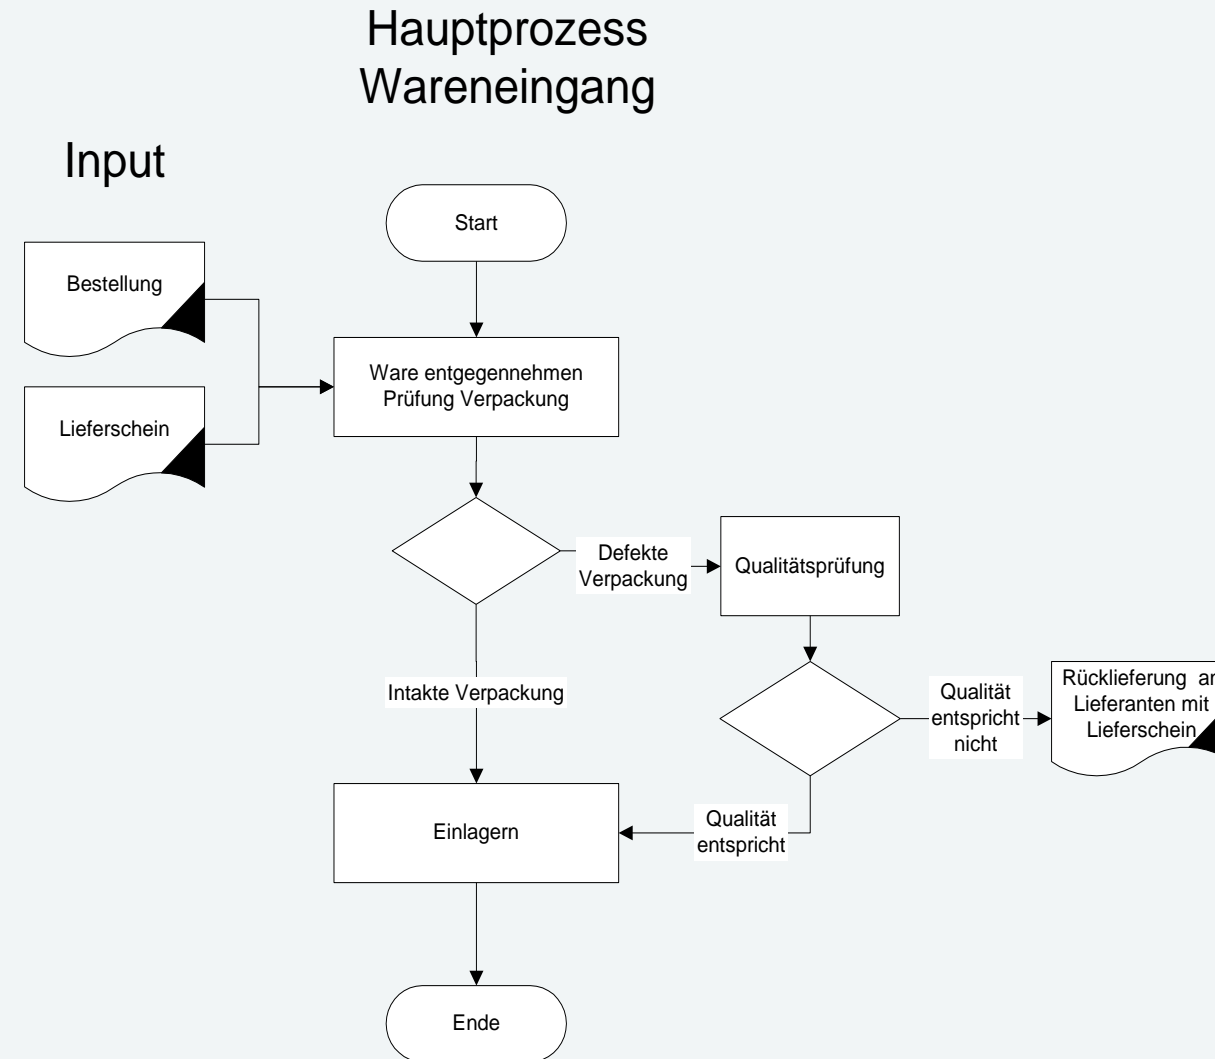 Hauptprozess
Wareneingang
Input
Start
Bestellung
Ware entgegennehmen
Prüfung Verpackung
Lieferschein
Defekte
Verpackung
Qualitätsprüfung
Intakte Verpackung
Qualität
entspricht
nicht
Rücklieferung
Lieferanten mit
Lieferschein
Einlagern
Qualität
entspricht
Ende